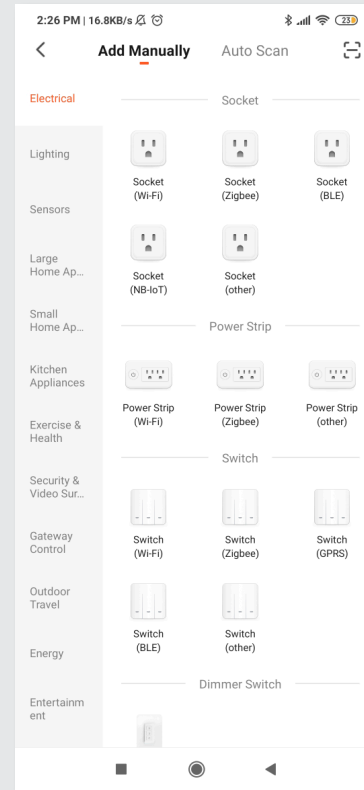 2:26 PM | 16.8KB/s
23
Add Manually
Auto Scan
Electrical
Lighting
Sensors
Large
Home Ap...
Small
Home Ap...
Kitchen
Appliances
Exercise &
Health
Security &
Video Sur...
Gateway
Control
Outdoor
Travel
Energy
Entertainm
ent
Socket
Socket
(Wi-Fi)
Socket
(Zigbee)
Socket
(BLE)
Socket
(NB-IoT)
Socket
(other)
Power Strip
Power Strip
(Wi-Fi)
Power Strip
(Zigbee)
Power Strip
(other)
Switch
Switch
(Wi-Fi)
Switch
(Zigbee)
Switch
(GPRS)
Switch
(BLE)
Switch
(other)
Dimmer Switch